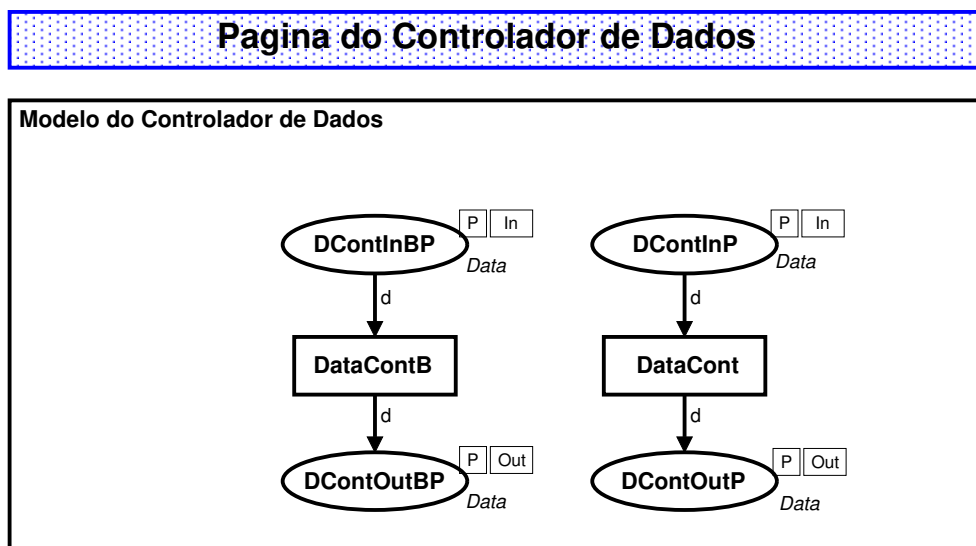 Pagina do Controlador de Dados
Modelo do Controlador de Dados
DContInBP P In
Data
DContInP P In
Data
d
d
DataContB
DataCont
d
d
DContOutBP P Out
Data
DContOutP P Out
Data